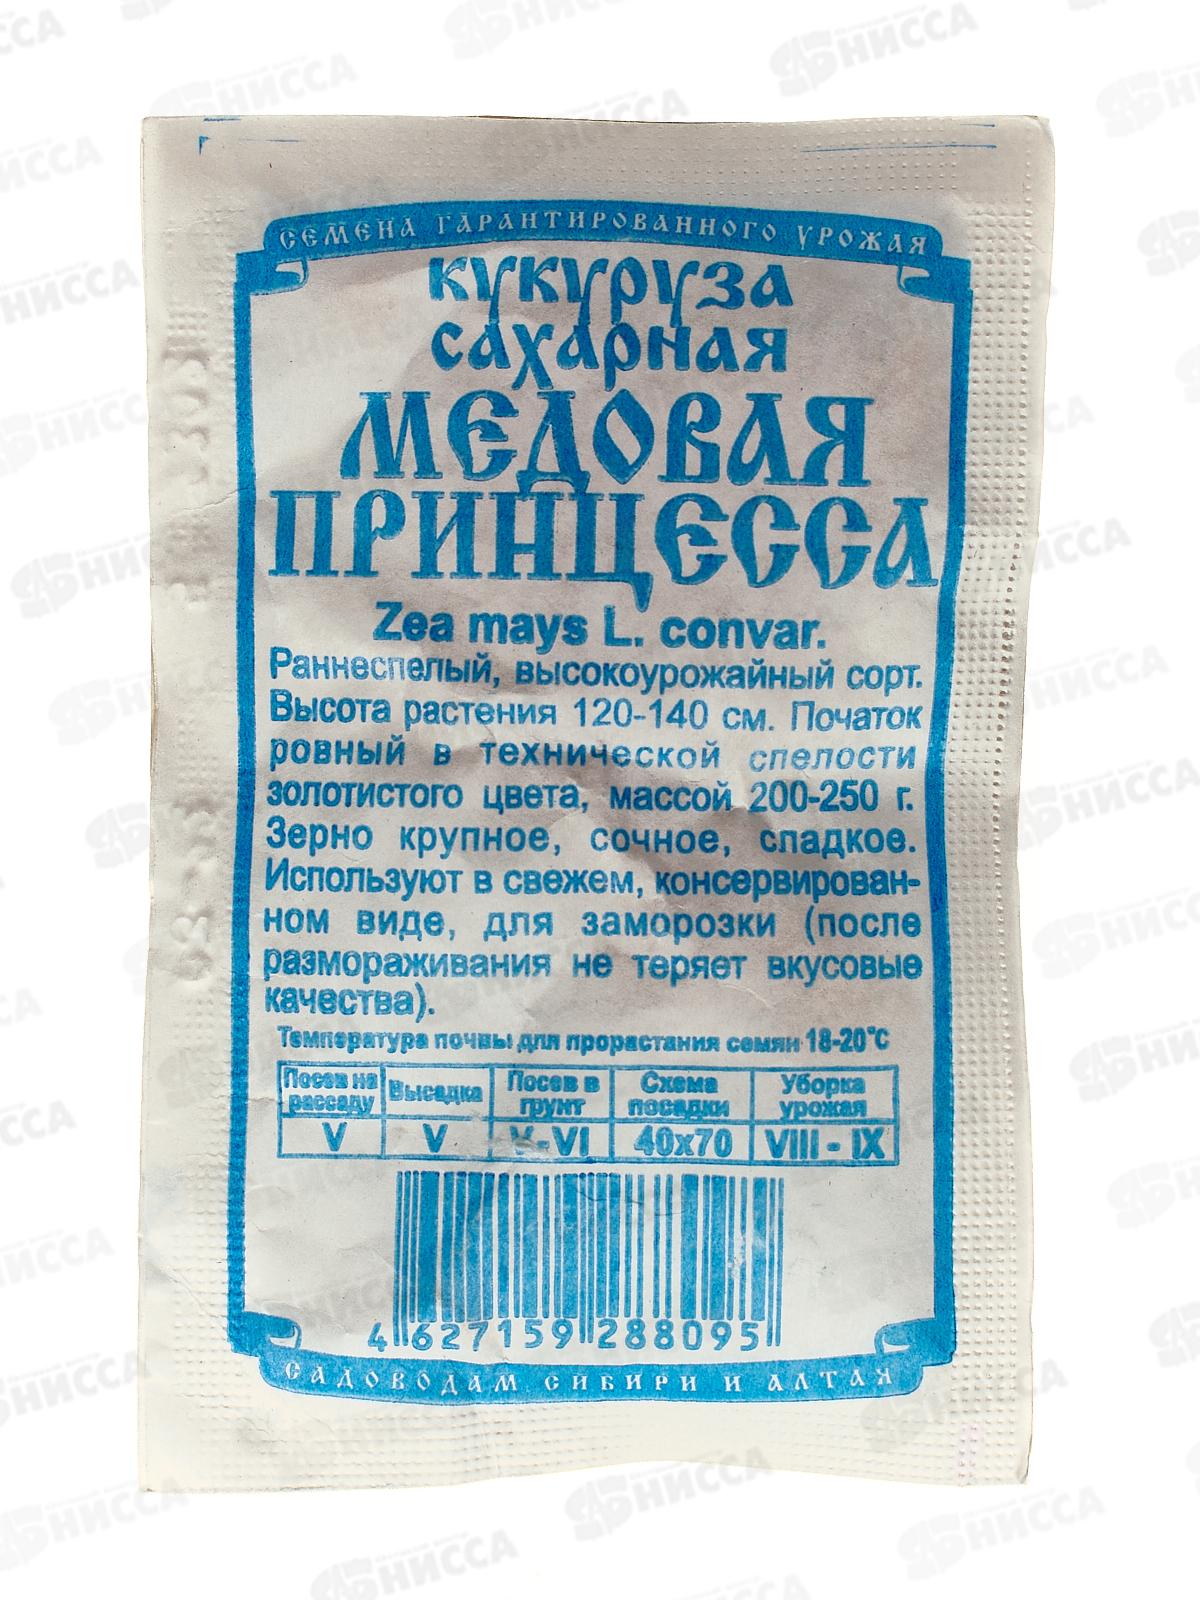 СЕМЕНА ГАРАНТИРОВАННОГО УРОЖАЯ
кукуруза
сахарная
МЕДОВАЯ
ПРИНЦЕССА
Zea mays L. convar.
Раннеспелый, высокоурожайный сорт.
Высота растения 120-140 см. Початок
ровный в технической спелости
золотистого цвета, массой 200-250 г.
Зерно крупное, сочное, сладкое.
Используют в свежем, консервирован-
ном виде, для заморозки (после
размораживания не теряет вкусовые
качества).
Температура почвы для прорастания семян 18-20°С
Посев на рассаду Высадка Посев в грунт Схема посадки Уборка урожая
V V V-VI 40х70 VIII - IX
4 627159 288095
САДОВОДАМ СИБИРИ И АЛТАЯ